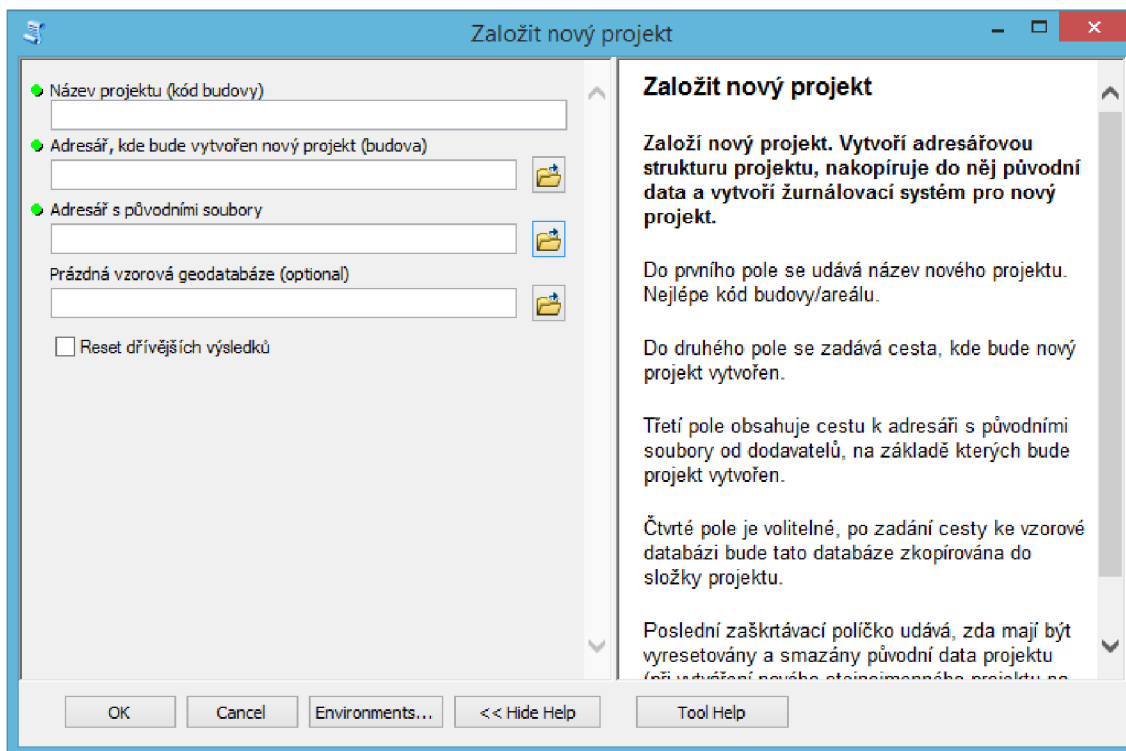 Založit nový projekt
Název projektu (kód budovy)
Adresář, kde bude vytvořen nový projekt (budova)
Adresář s původními soubory
Prázdná vzorová geodatabáze (optional)
Reset dřívějších výsledků
Založit nový projekt
Založí nový projekt. Vytvoří adresářovou
strukturu projektu, nakopíruje do něj původní
data a vytvoří žurnálovací systém pro nový
projekt.
Do prvního pole se udává název nového projektu.
Nejlépe kód budovy/areálu.
Do druhého pole se zadává cesta, kde bude nový
projekt vytvořen.
Třetí pole obsahuje cestu k adresáři s původními
soubory od dodavatelů, na základě kterých bude
projekt vytvořen.
Čtvrté pole je volitelné, po zadání cesty ke vzorové
databázi bude tato databáze zkopírována do
složky projektu.
Poslední zaškrtávací políčko udává, zda mají být
vyresetovány a smazány původní data projektu
(při vytváření nového stejnojmenného projektu na
OK
Cancel
Environments...
<< Hide Help
Tool Help